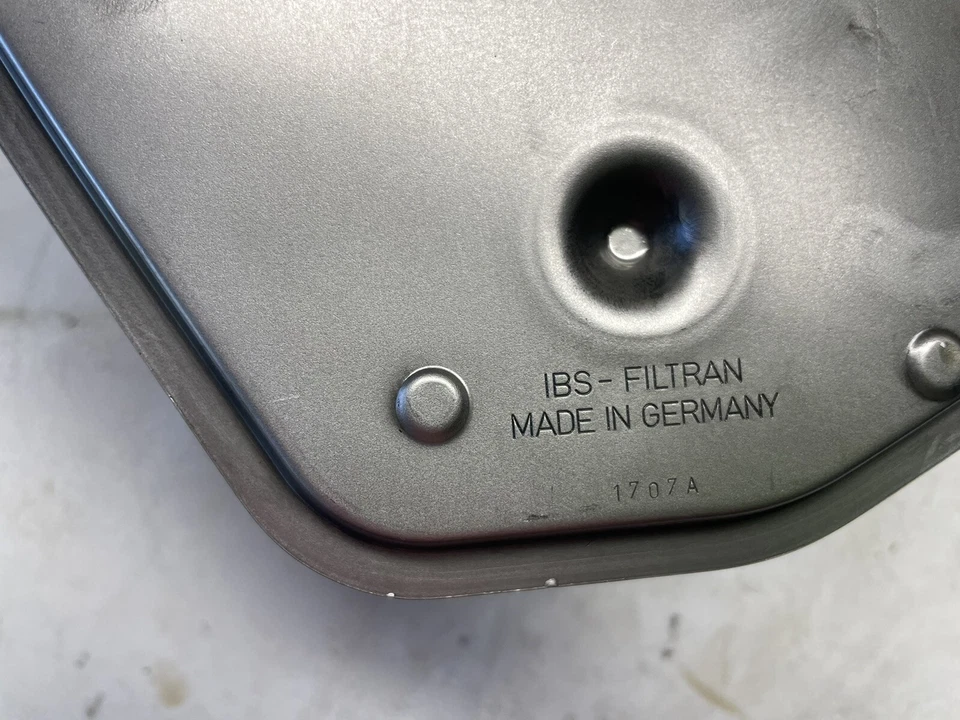 IBS - FILTRAN
MADE IN GERMANY
1707A